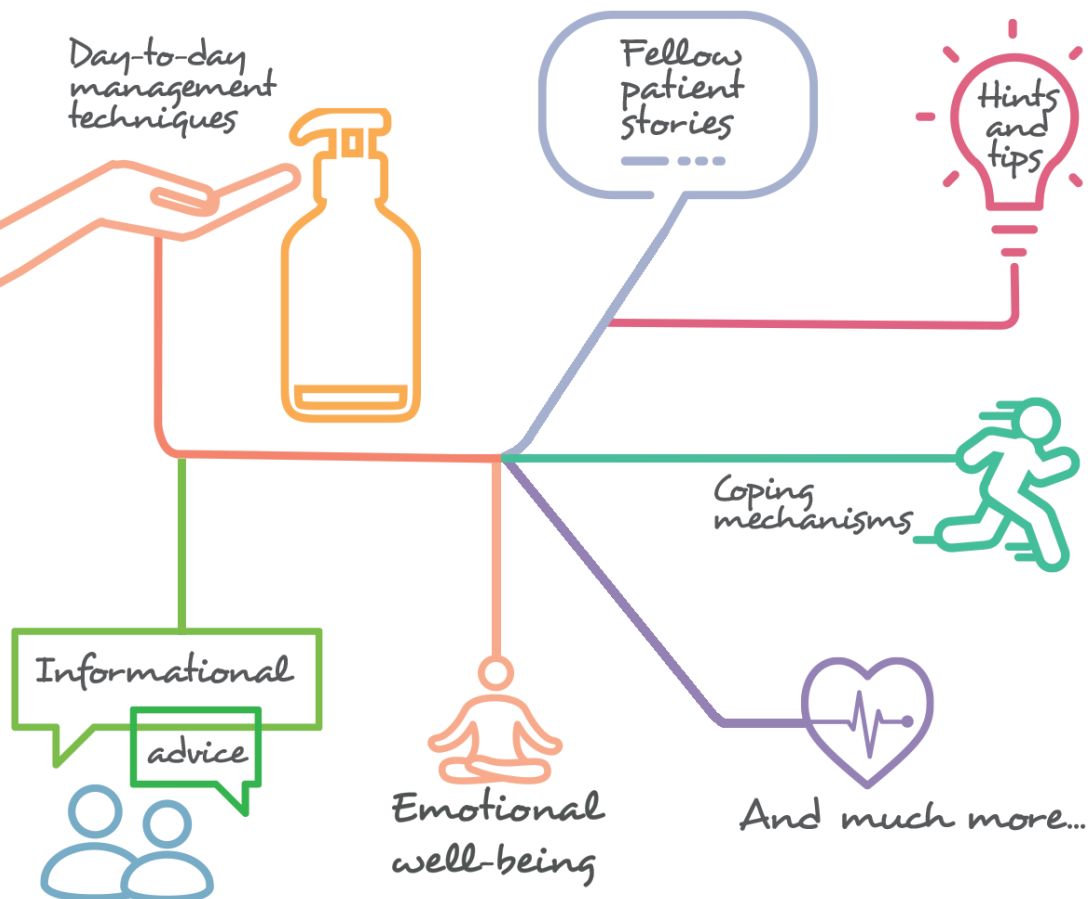 Day-to-day
management
techniques
Fellow
patient
stories
Hints
and
tips
Coping
mechanisms
Informational
advice
Emotional
well-being
And much more...